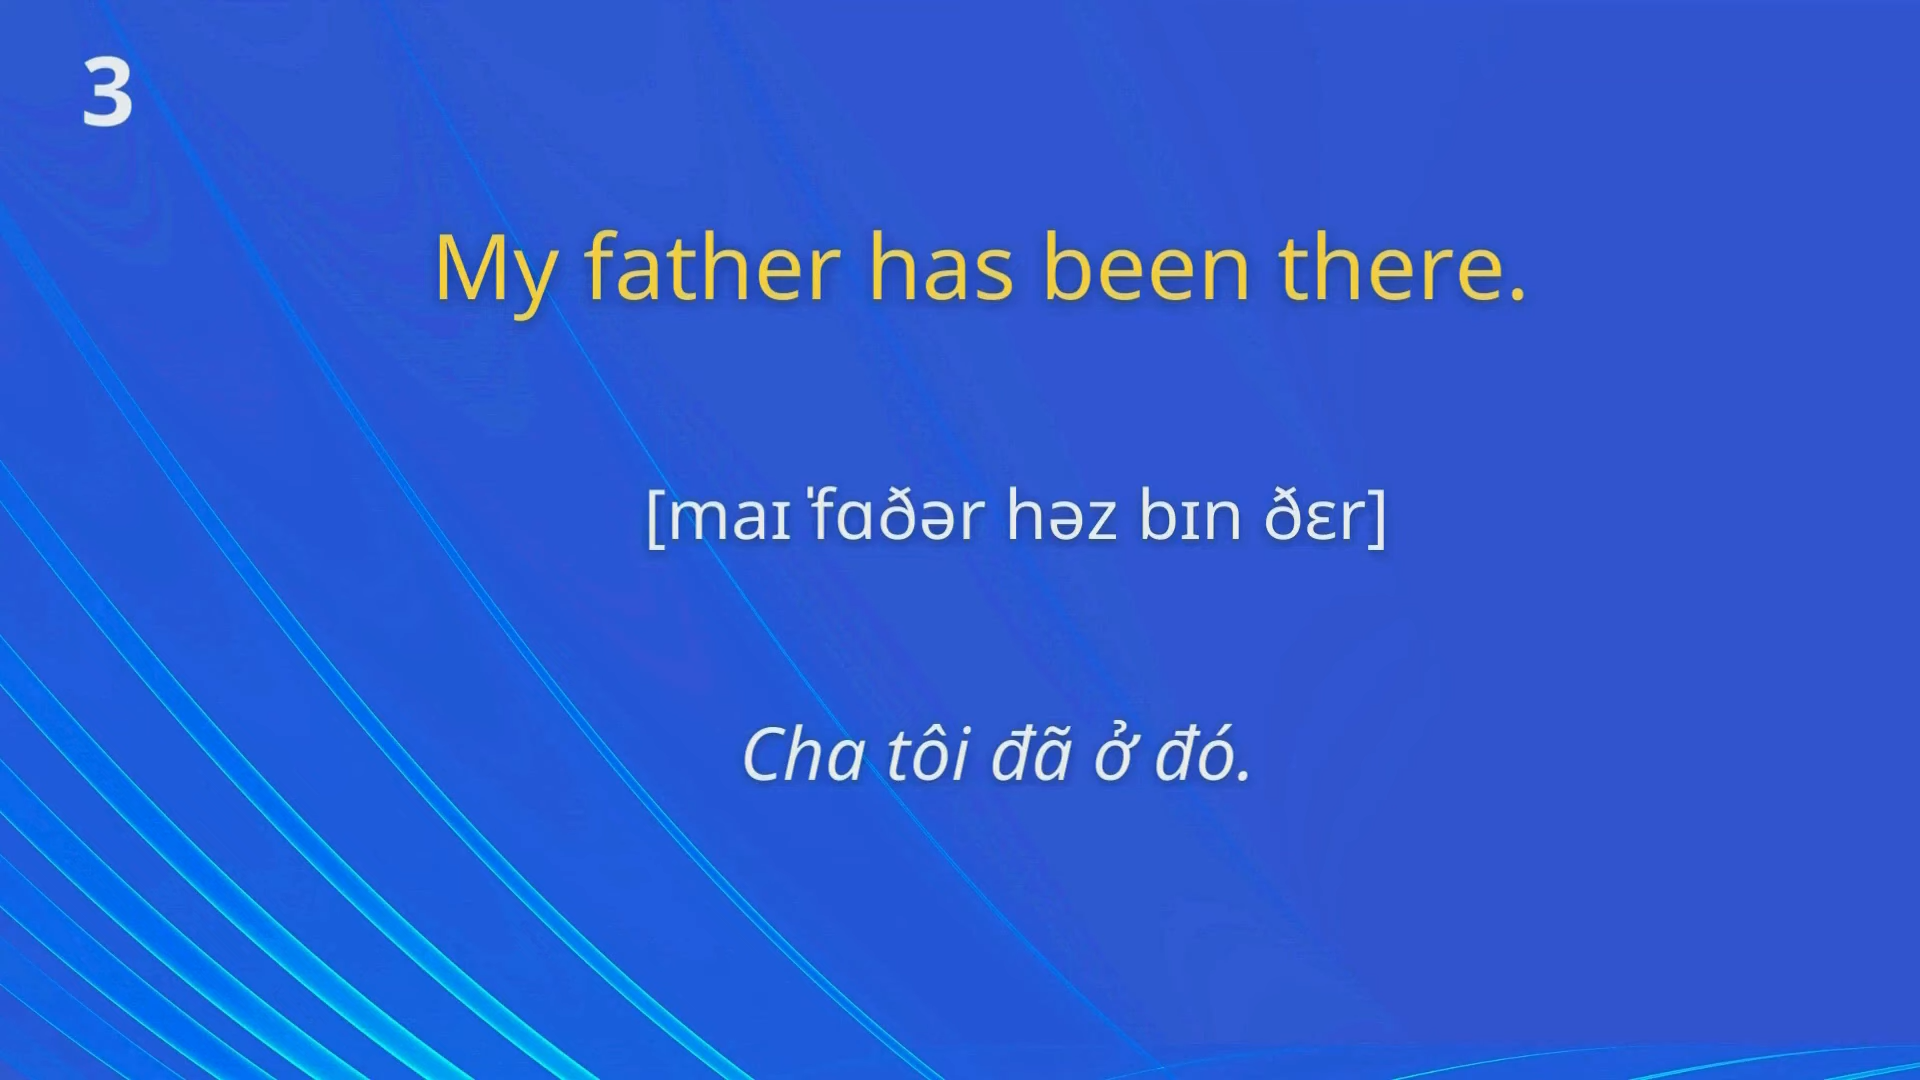 3
My father has been there.
[maɪ ˈfɑðər həz bɪn ðɛr]
Cha tôi đã ở đó.